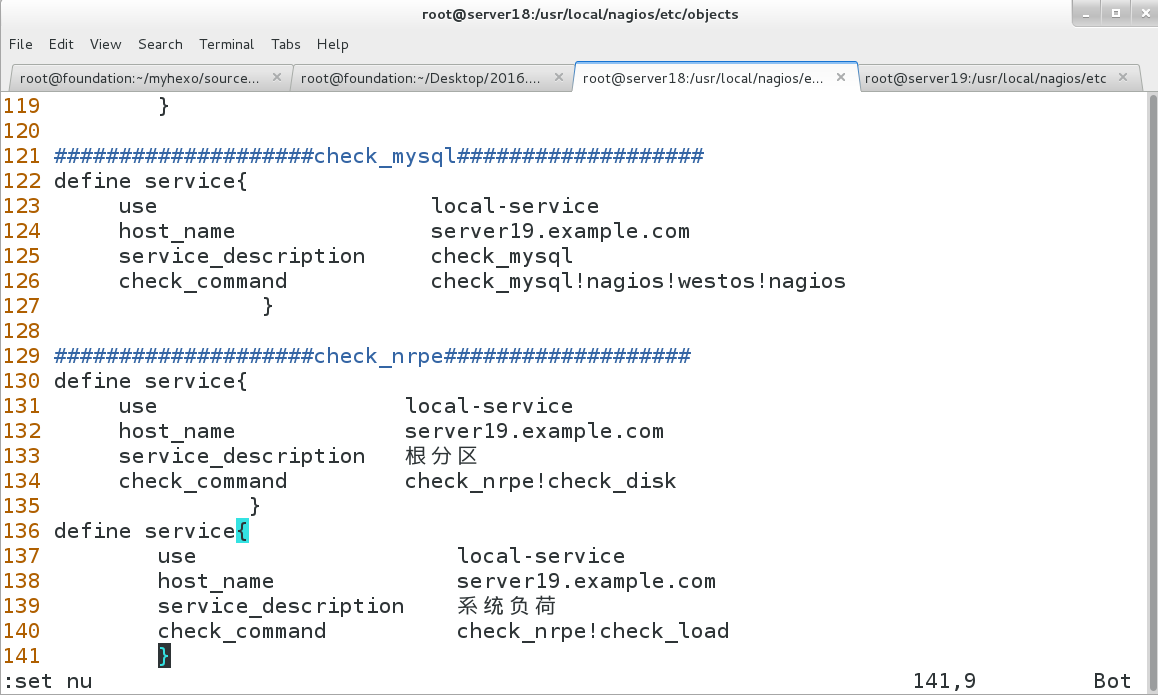 root@server18:/usr/local/nagios/etc/objects
File Edit View Search Terminal Tabs Help
root@foundation:~/myhexo/source... root@foundation:~/Desktop/2016.... root@server18:/usr/local/nagios/e... root@server19:/usr/local/nagios/etc
119         }
120
121 ####################check_mysql###################
122 define service{
123      use                     local-service
124      host_name               server19.example.com
125      service_description     check_mysql
126      check_command           check_mysql!nagios!westos!nagios
127                 }
128
129 ####################check_nrpe###################
130 define service{
131      use                   local-service
132      host_name             server19.example.com
133      service_description   根分区
134      check_command         check_nrpe!check_disk
135                }
136 define service{
137         use                    local-service
138         host_name              server19.example.com
139         service_description    系统负荷
140         check_command          check_nrpe!check_load
141         }
:set nu                                                               141,9         Bot